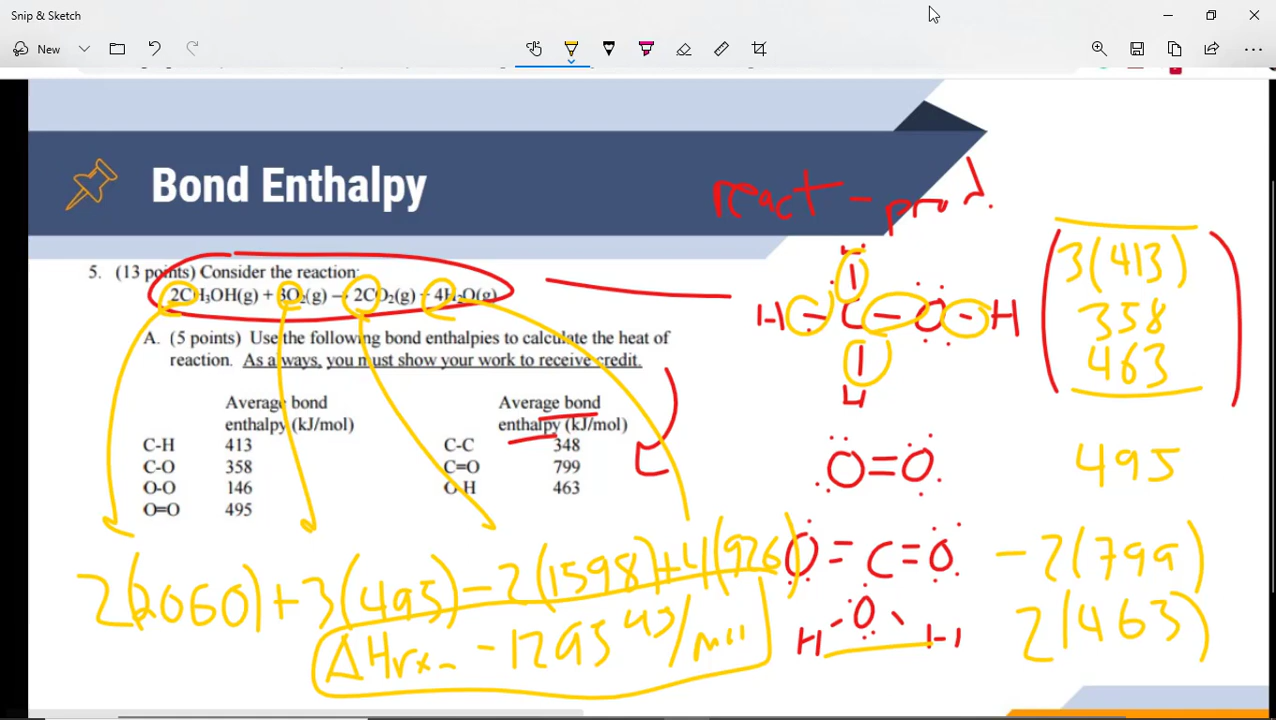 Snip & Sketch
New
Bond Enthalpy
react - prod.
5. (13 points) Consider the reaction:
2CH₃OH(g) + 3O₂(g) → 2CO₂(g) + 4H₂O(g)
A. (5 points) Use the following bond enthalpies to calculate the heat of
reaction. As always, you must show your work to receive credit.
Average bond
enthalpy (kJ/mol)
C-H 413
C-O 358
O-O 146
O=O 495
Average bond
enthalpy (kJ/mol)
C-C 348
C=O 799
O-H 463
H
H - C - O - H
H
3(413)
358
463
O=O
495
O=C=O
-2(799)
H O H
2(463)
2(2060)+3(495)-2(1598)+4(926)
ΔHrxn -1295 kJ/mol